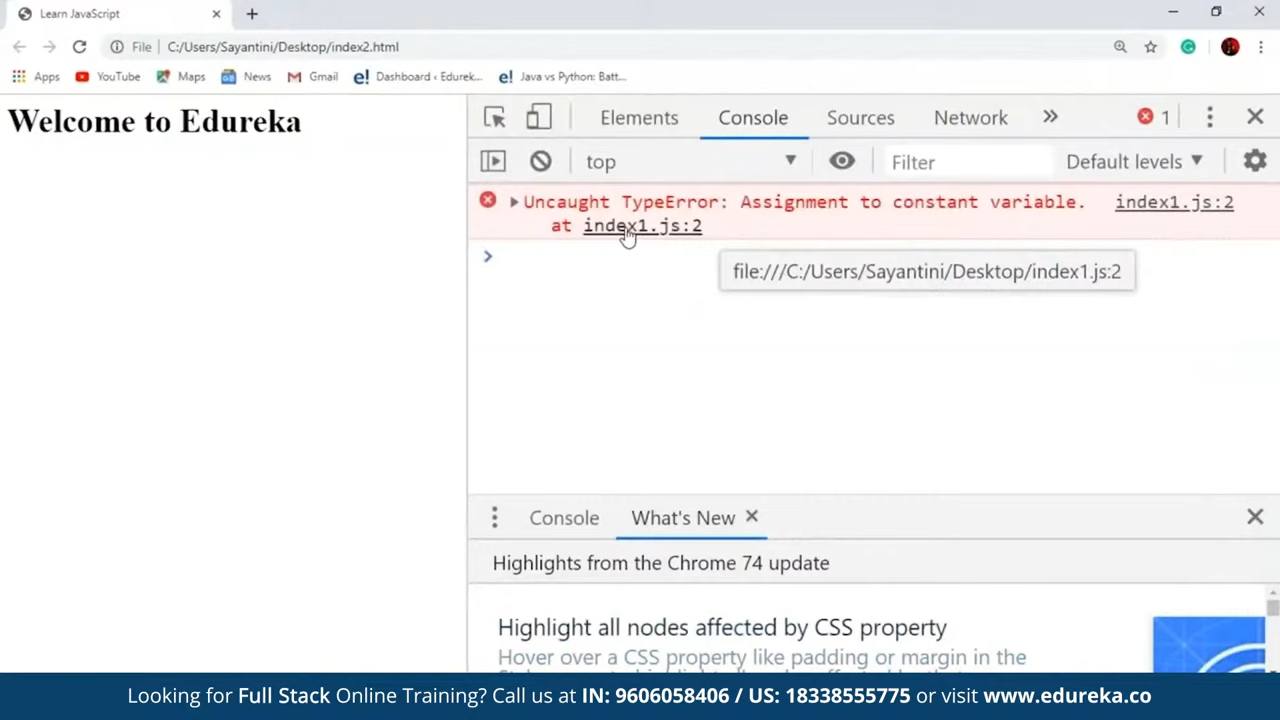 Learn JavaScript
File | C:/Users/Sayantini/Desktop/index2.html
Apps YouTube Maps News Gmail Dashboard ‹ Edurek... Java vs Python: Batt...
Welcome to Edureka
Elements Console Sources Network » 1
top Filter Default levels
Uncaught TypeError: Assignment to constant variable. index1.js:2
at index1.js:2
file:///C:/Users/Sayantini/Desktop/index1.js:2
Console What's New
Highlights from the Chrome 74 update
Highlight all nodes affected by CSS property
Hover over a CSS property like padding or margin in the
Looking for Full Stack Online Training? Call us at IN: 9606058406 / US: 18338555775 or visit www.edureka.co